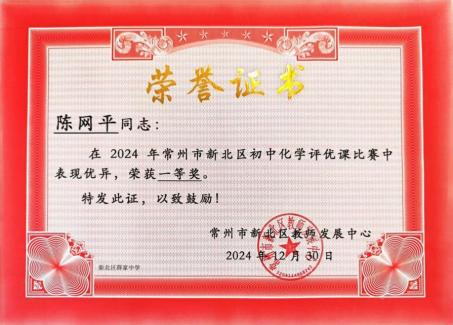 荣誉证书
陈网平同志：
在 2024 年常州市新北区初中化学评优课比赛中
表现优异，荣获一等奖。
特发此证，以致鼓励！
常州市新北区教师发展中心
2024 年 12 月 30 日
新北区薛家中学